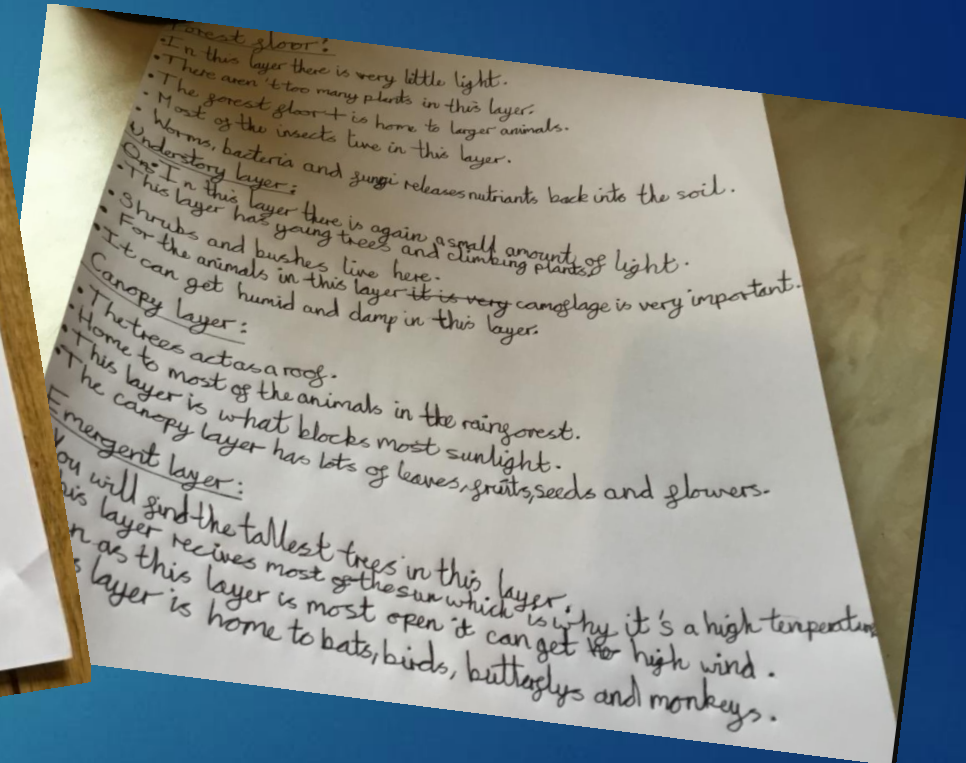 Forest floor:
• In this layer there is very little light.
• There aren't too many plants in this layer.
• The forest floor + is home to larger animals.
• Most of the insects live in this layer.
• Worms, bacteria and fungi releases nutriants back into the soil.
Understory layer:
On• In this layer there is again a small amount of light.
• This layer has young trees and climbing plants.
• Shrubs and bushes live here.
• For the animals in this layer it is very camoflage is very important.
• It can get humid and damp in this layer.
Canopy layer:
• The trees act as a roof.
• Home to most of the animals in the rainforest.
• This layer is what blocks most sunlight.
• The canopy layer has lots of leaves, fruits, seeds and flowers.
Emergent layer:
You will find the tallest trees in this layer.
his layer recives most of the sun which is why it's a high temperature
n as this layer is most open it can get high wind.
s layer is home to bats, birds, butterflys and monkeys.